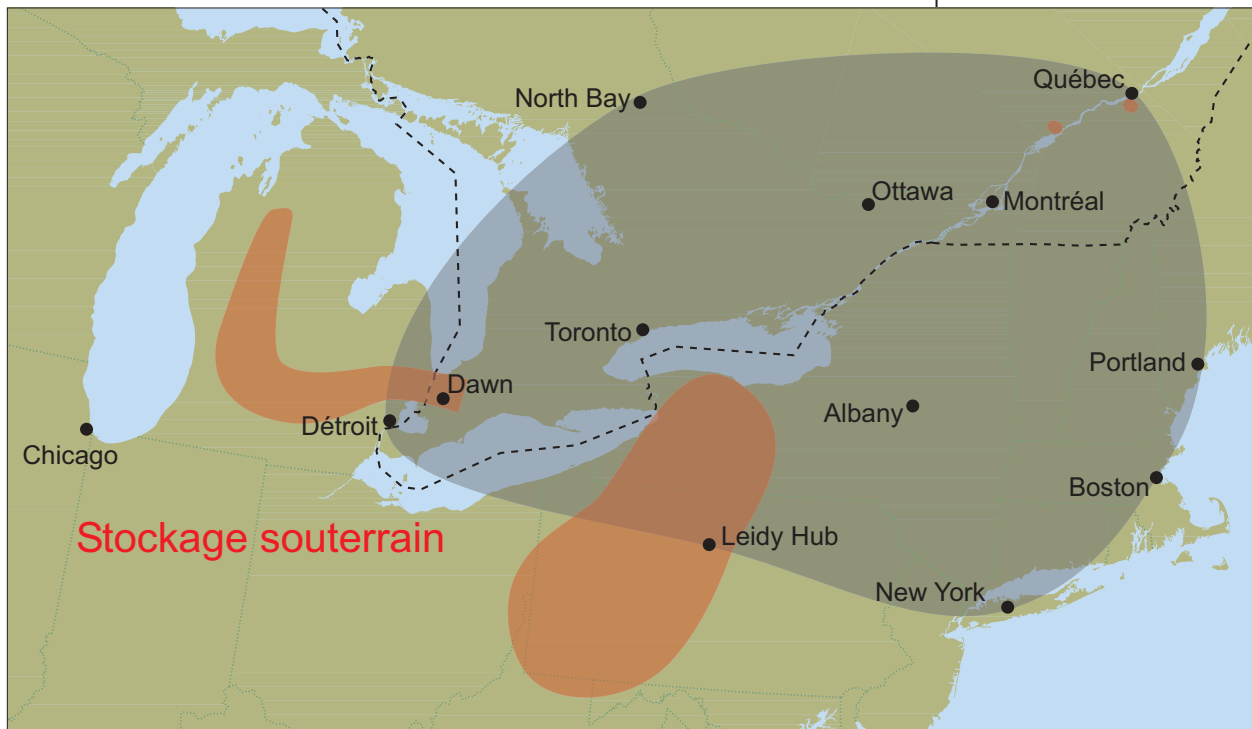 Québec
North Bay
Ottawa
Montréal
Toronto
Portland
Dawn
Albany
Détroit
Chicago
Boston
Stockage souterrain
Leidy Hub
New York